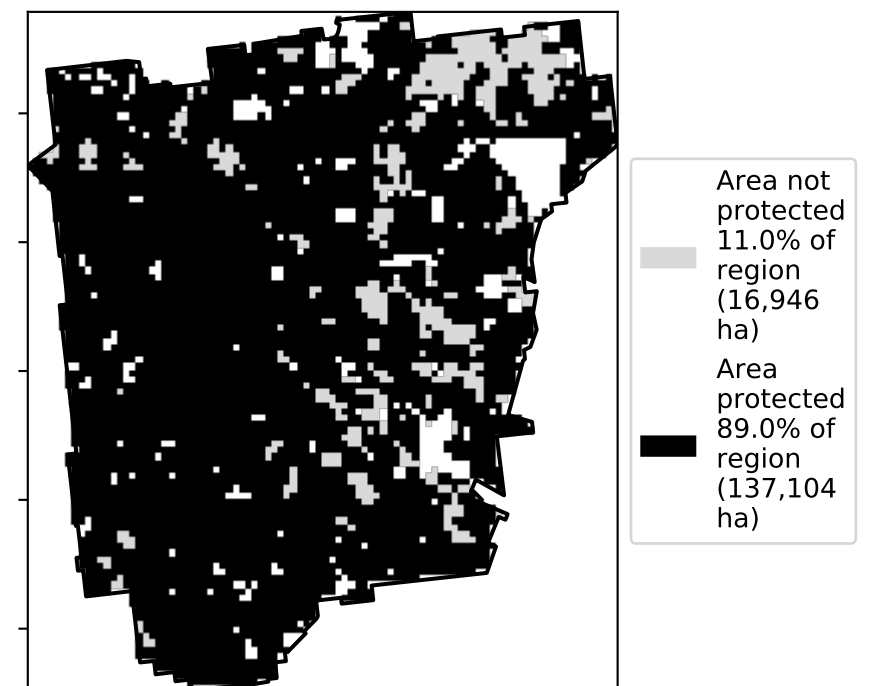 Area not
protected
11.0% of
region
(16,946
ha)
Area
protected
89.0% of
region
(137,104
ha)